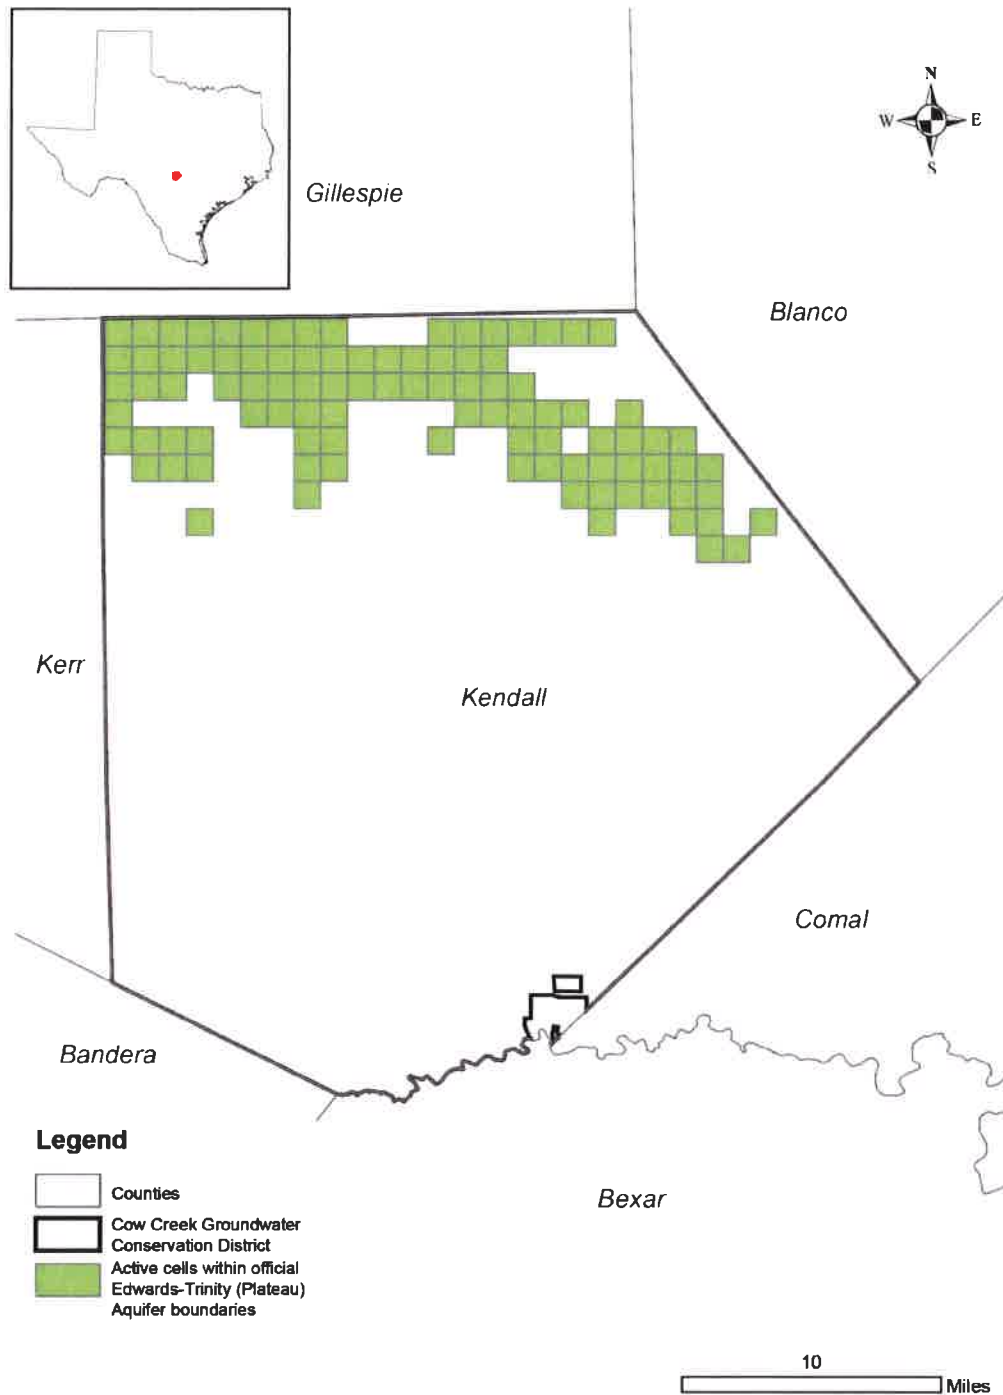 N
W E
S
Gillespie
Blanco
Kerr
Kendall
Comal
Bandera
Legend
Counties
Cow Creek Groundwater
Conservation District
Active cells within official
Edwards-Trinity (Plateau)
Aquifer boundaries
Bexar
10
Miles